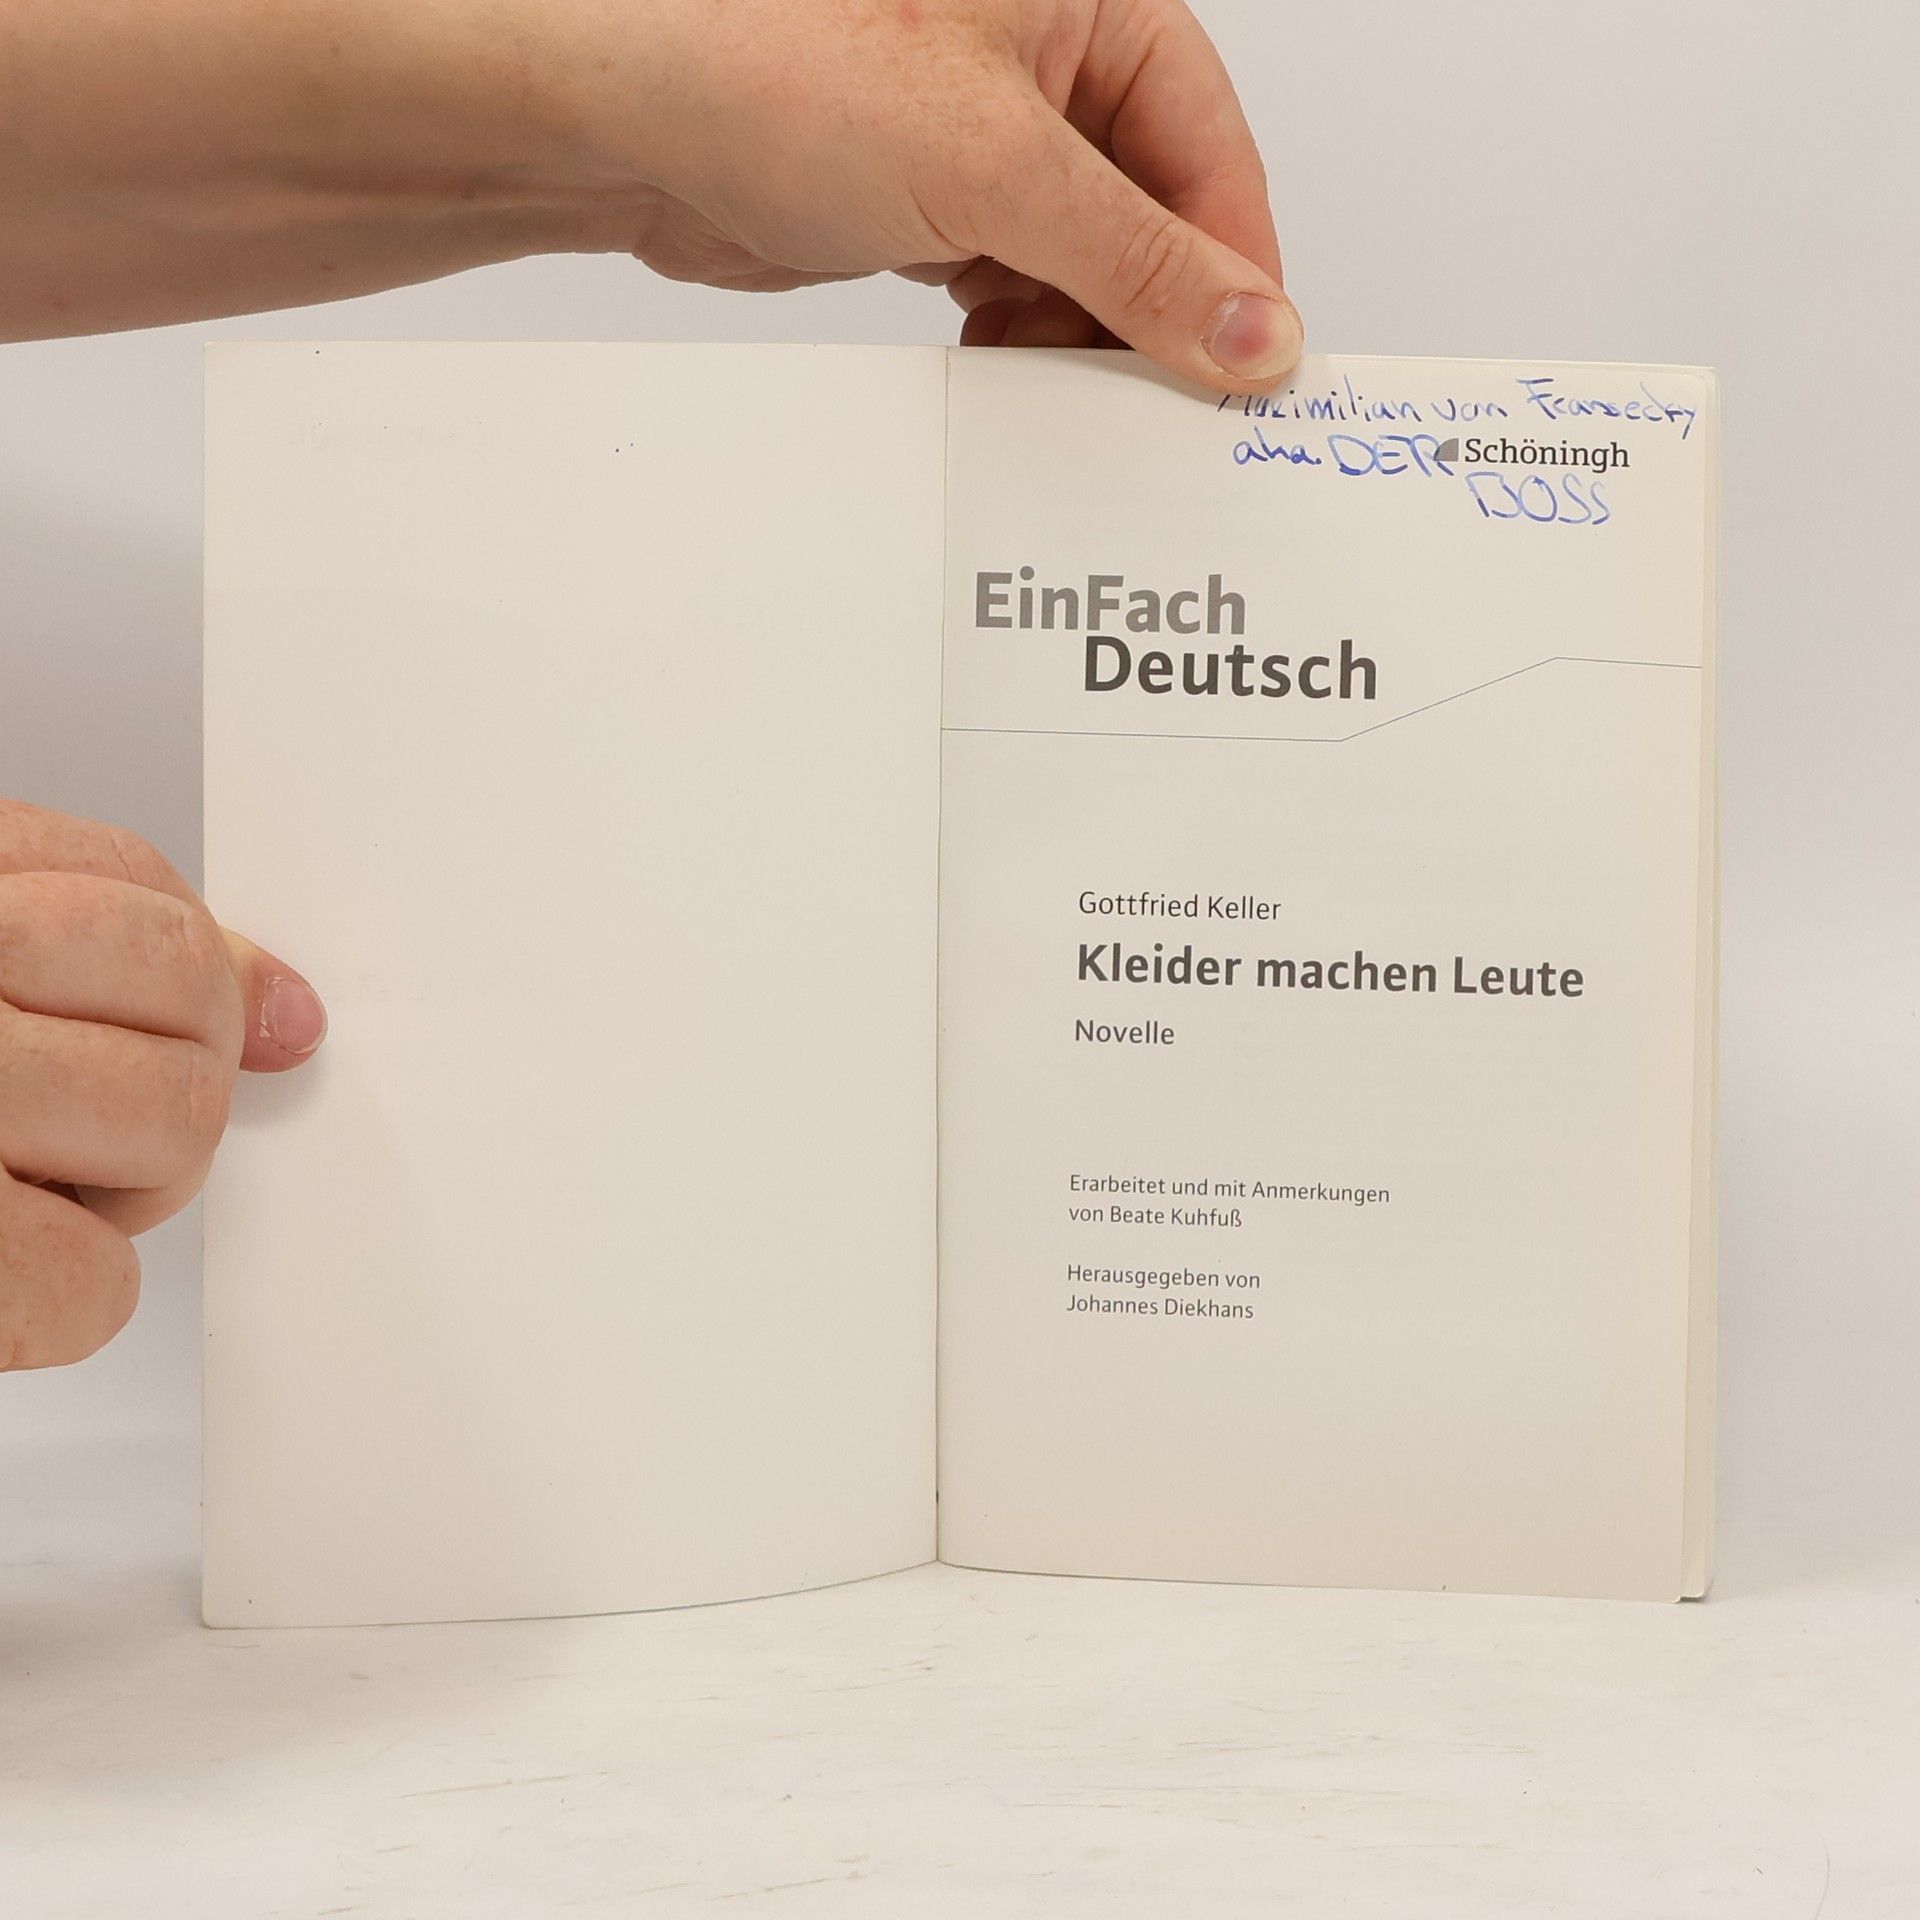 Maximilian von Fransecky
aka. DER
Schöningh
BOSS
EinFach
Deutsch
Gottfried Keller
Kleider machen Leute
Novelle
Erarbeitet und mit Anmerkungen
von Beate Kuhfuß
Herausgegeben von
Johannes Diekhans